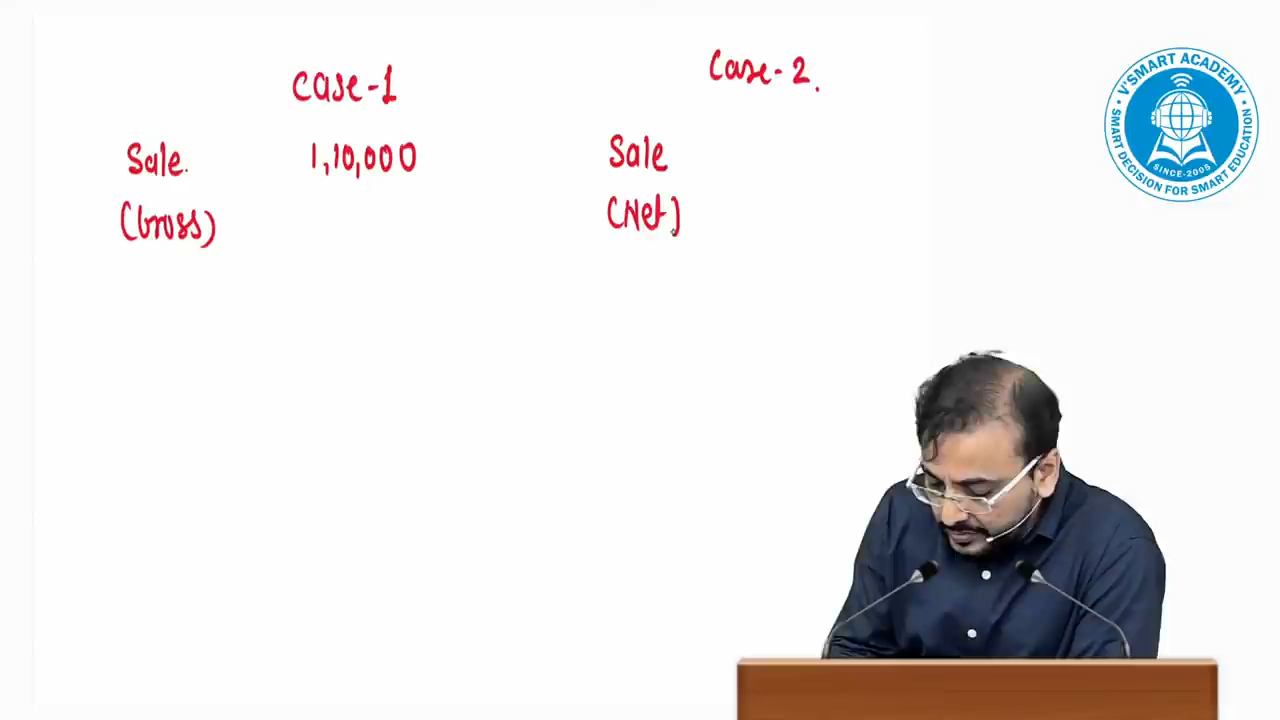 Case-1
Sale. 1,10,000
(Gross)
Case-2.
Sale
(Net)
V'SMART ACADEMY
SMART DECISION FOR SMART EDUCATION
SINCE-2005